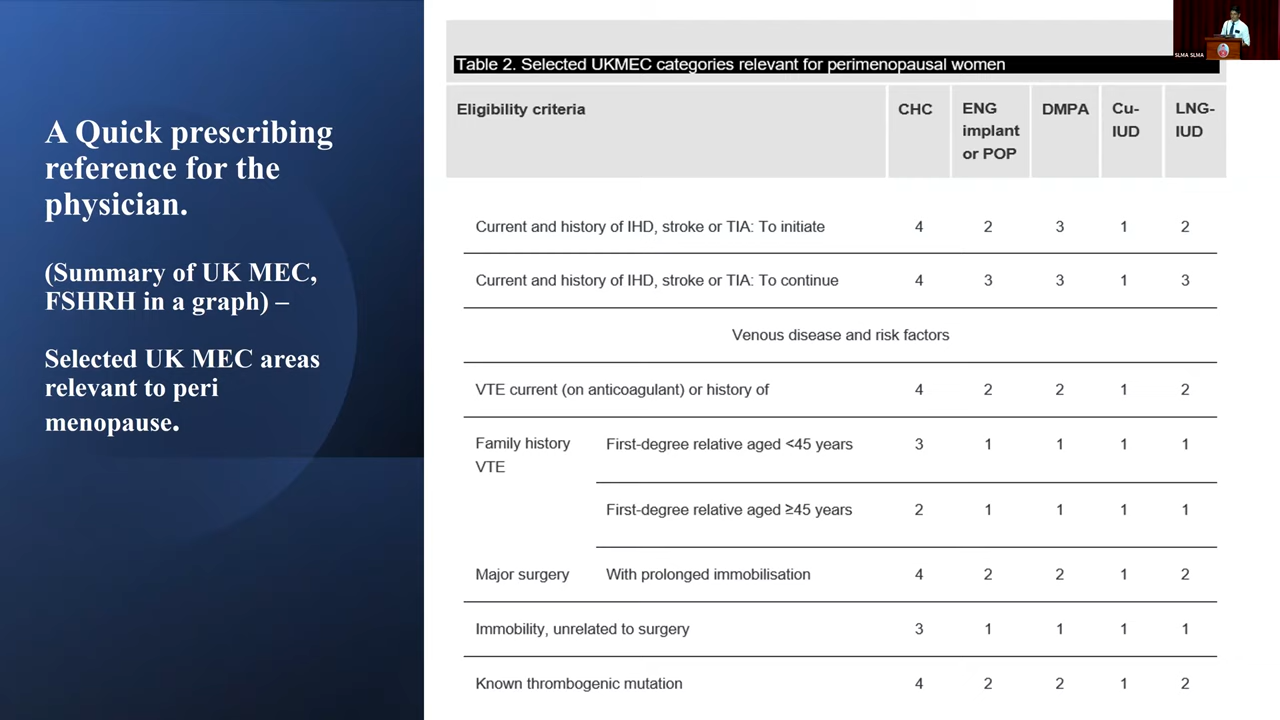 A Quick prescribing
reference for the
physician.
(Summary of UK MEC,
FSHRH in a graph) –
Selected UK MEC areas
relevant to peri
menopause.
SLMA SLMA
Table 2. Selected UKMEC categories relevant for perimenopausal women
Eligibility criteria CHC ENG implant or POP DMPA Cu-IUD LNG-IUD
Current and history of IHD, stroke or TIA: To initiate 4 2 3 1 2
Current and history of IHD, stroke or TIA: To continue 4 3 3 1 3
Venous disease and risk factors
VTE current (on anticoagulant) or history of 4 2 2 1 2
Family history VTE First-degree relative aged <45 years 3 1 1 1 1
First-degree relative aged ≥45 years 2 1 1 1 1
Major surgery With prolonged immobilisation 4 2 2 1 2
Immobility, unrelated to surgery 3 1 1 1 1
Known thrombogenic mutation 4 2 2 1 2